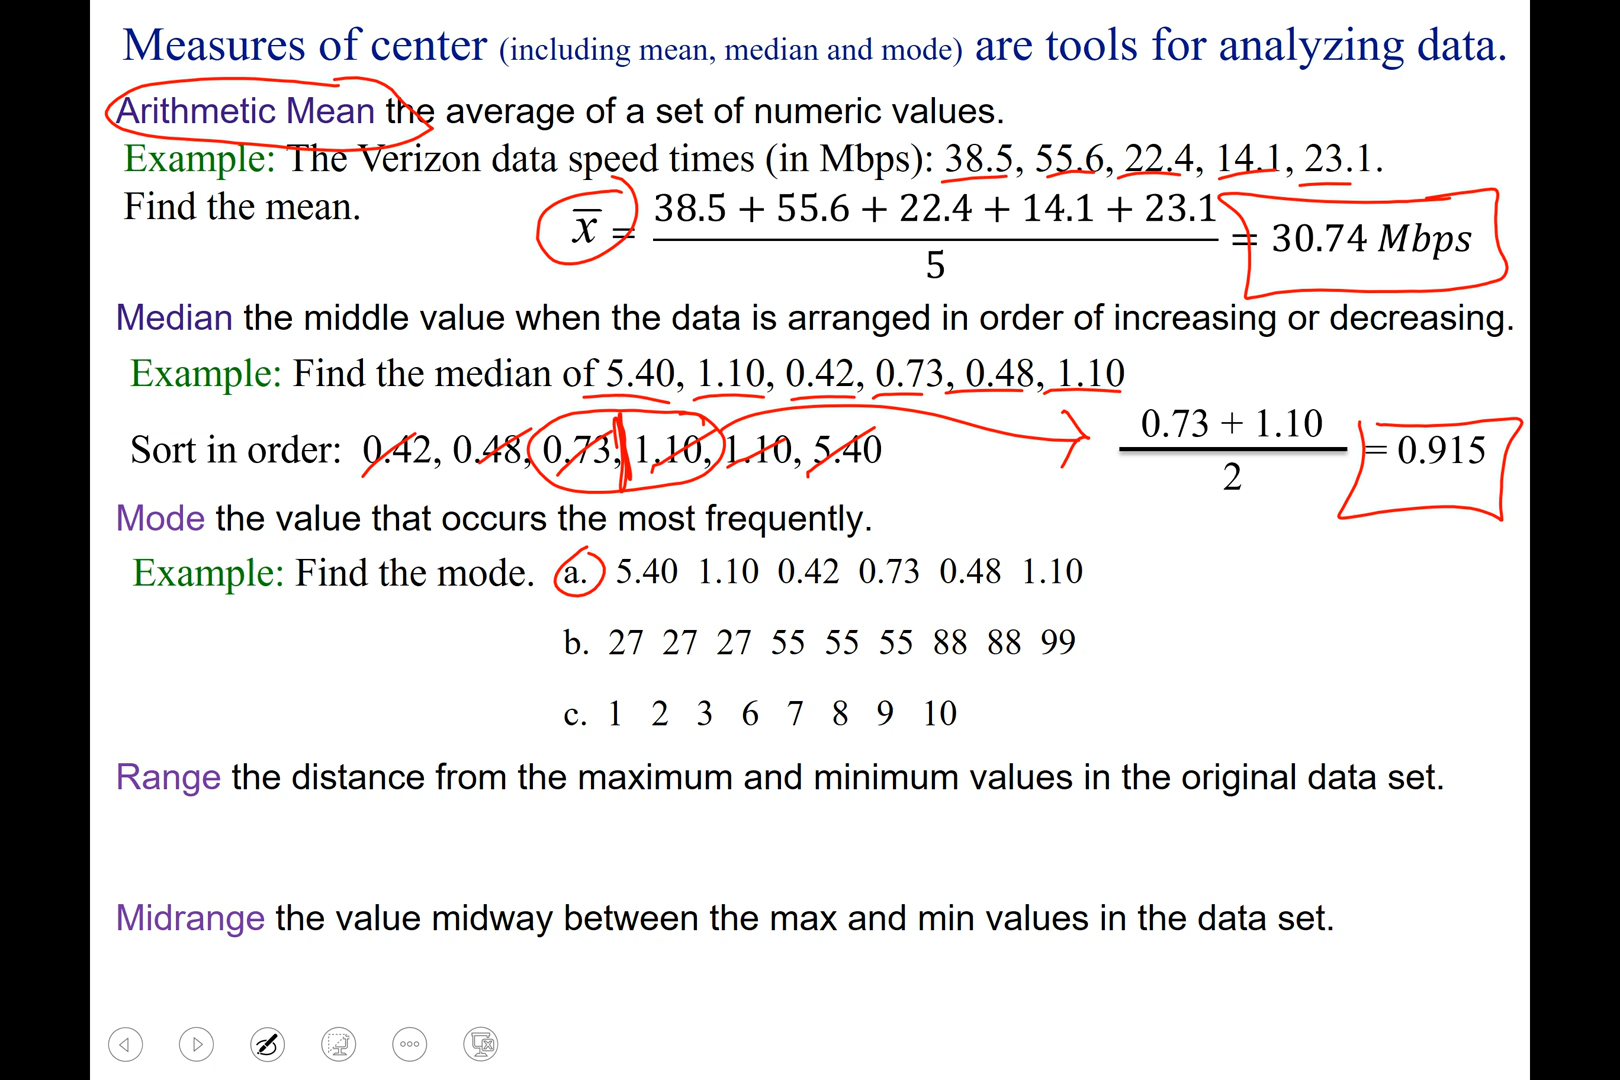 Measures of center (including mean, median and mode) are tools for analyzing data.
Arithmetic Mean the average of a set of numeric values.
Example: The Verizon data speed times (in Mbps): 38.5, 55.6, 22.4, 14.1, 23.1.
Find the mean.
x̅ = (38.5 + 55.6 + 22.4 + 14.1 + 23.1) / 5 = 30.74 Mbps
Median the middle value when the data is arranged in order of increasing or decreasing.
Example: Find the median of 5.40, 1.10, 0.42, 0.73, 0.48, 1.10
Sort in order: 0.42, 0.48, 0.73, 1.10, 1.10, 5.40
(0.73 + 1.10) / 2 = 0.915
Mode the value that occurs the most frequently.
Example: Find the mode. a. 5.40 1.10 0.42 0.73 0.48 1.10
b. 27 27 27 55 55 55 88 88 99
c. 1 2 3 6 7 8 9 10
Range the distance from the maximum and minimum values in the original data set.
Midrange the value midway between the max and min values in the data set.